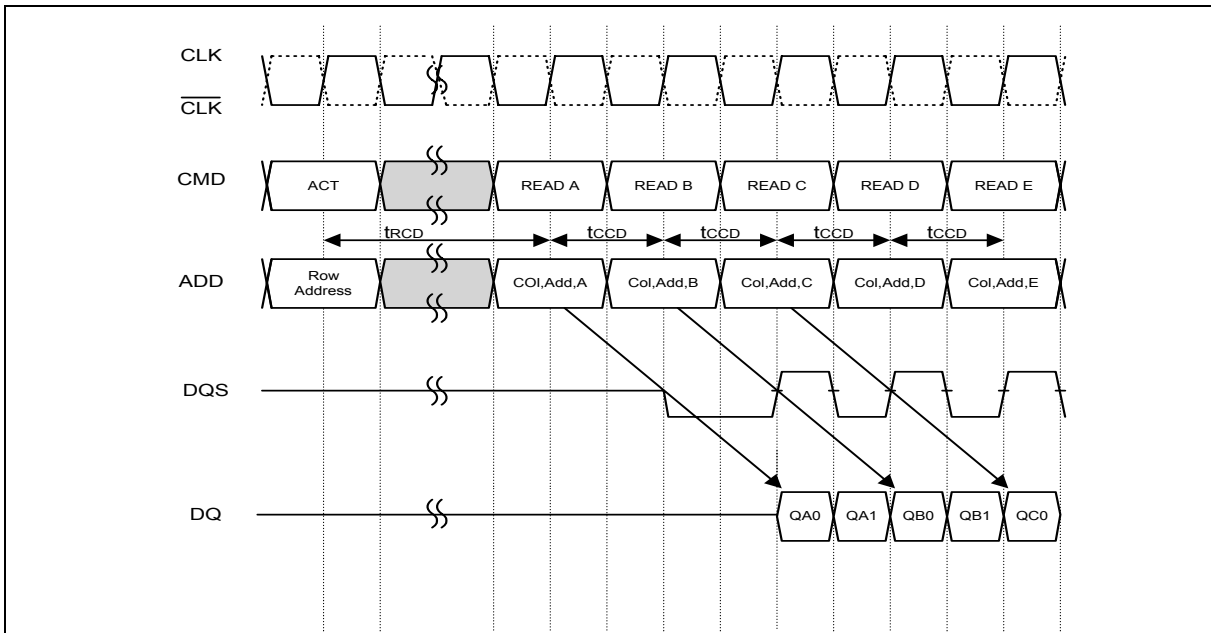 CLK
CLK
CMD
ACT
READ A
READ B
READ C
READ D
READ E
tRCD
tCCD
tCCD
tCCD
tCCD
ADD
Row
Address
COl,Add,A
Col,Add,B
Col,Add,C
Col,Add,D
Col,Add,E
DQS
DQ
QA0
QA1
QB0
QB1
QC0